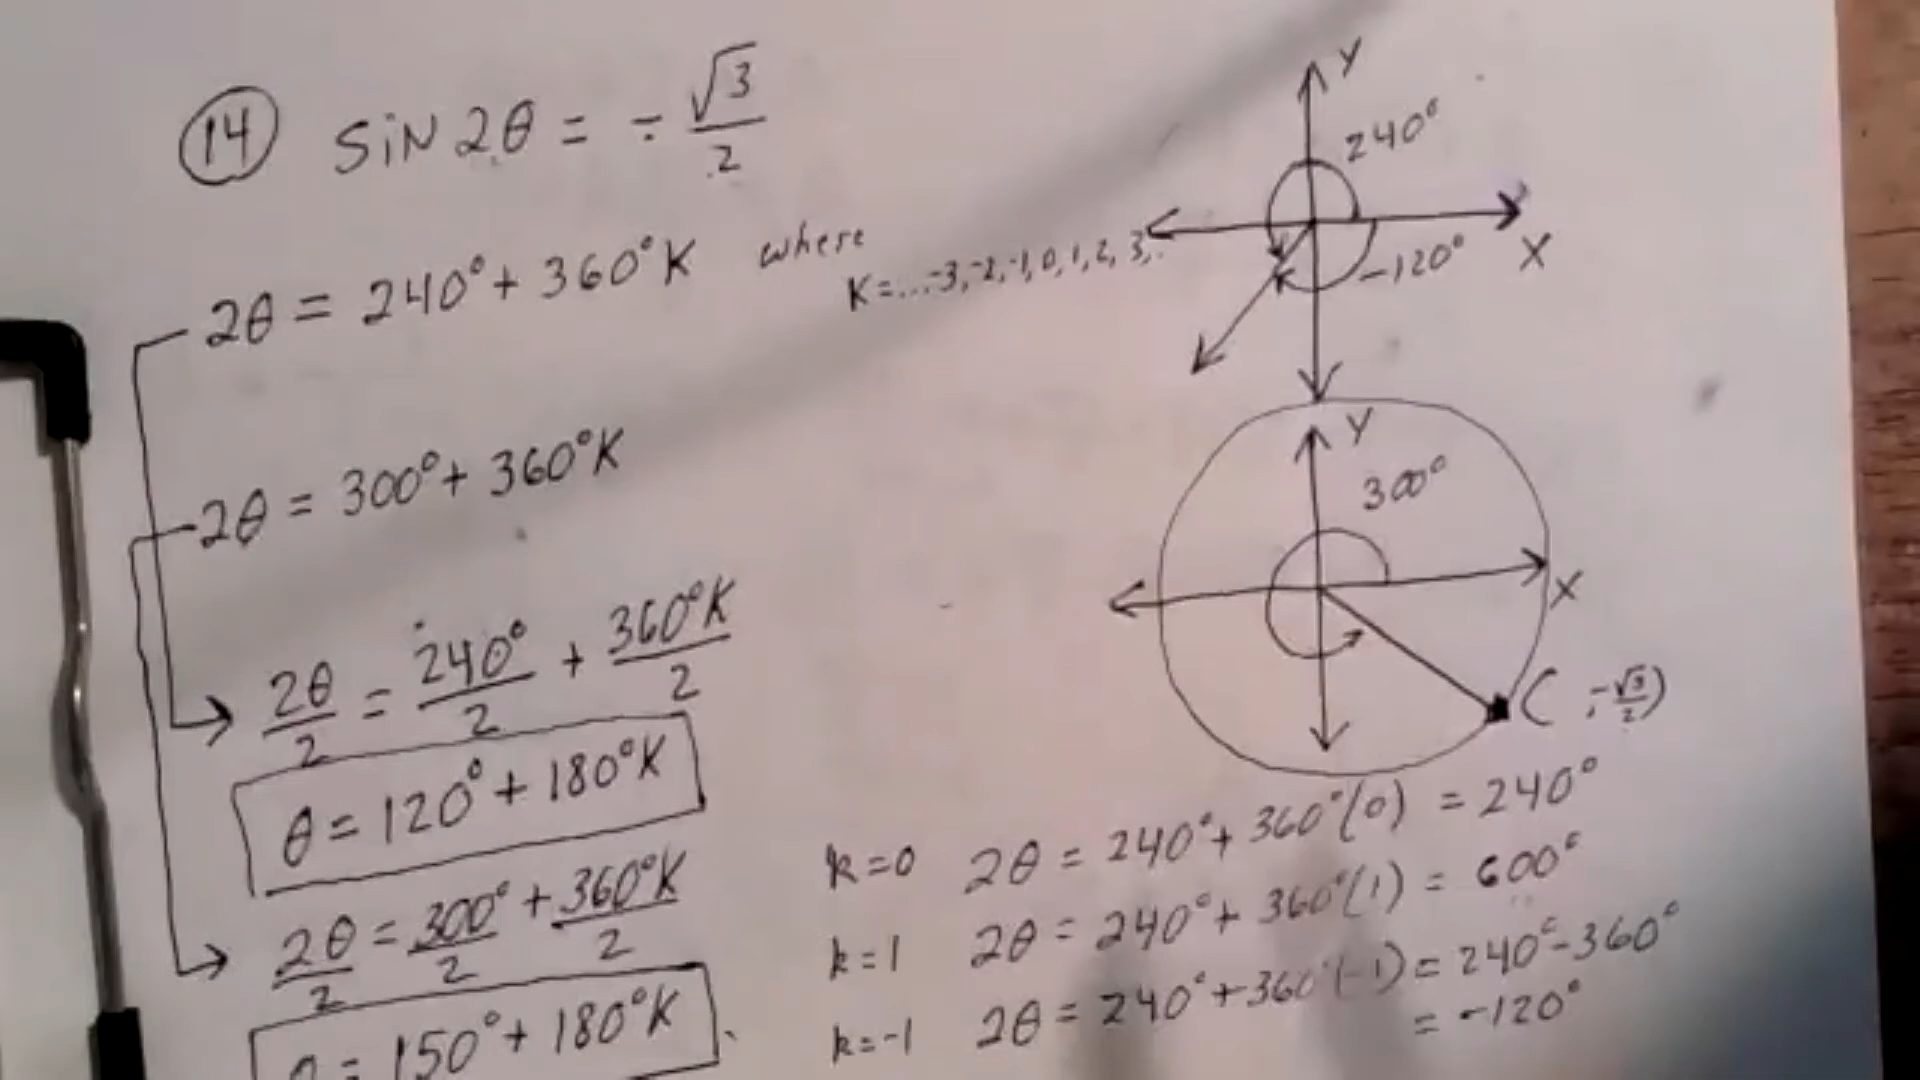 14 SiN 2θ = -√3/2
2θ = 240° + 360°K where
K = ...-3,-2,-1,0,1,2,3,..
2θ = 300° + 360°K
2θ/2 = 240°/2 + 360°K/2
θ = 120° + 180°K
2θ/2 = 300°/2 + 360°K/2
θ = 150° + 180°K
Y
240°
X
-120°
Y
300°
X
( , -√3/2)
k=0 2θ = 240° + 360°(0) = 240°
k=1 2θ = 240° + 360°(1) = 600°
k=-1 2θ = 240° + 360°(-1) = 240° - 360°
= -120°